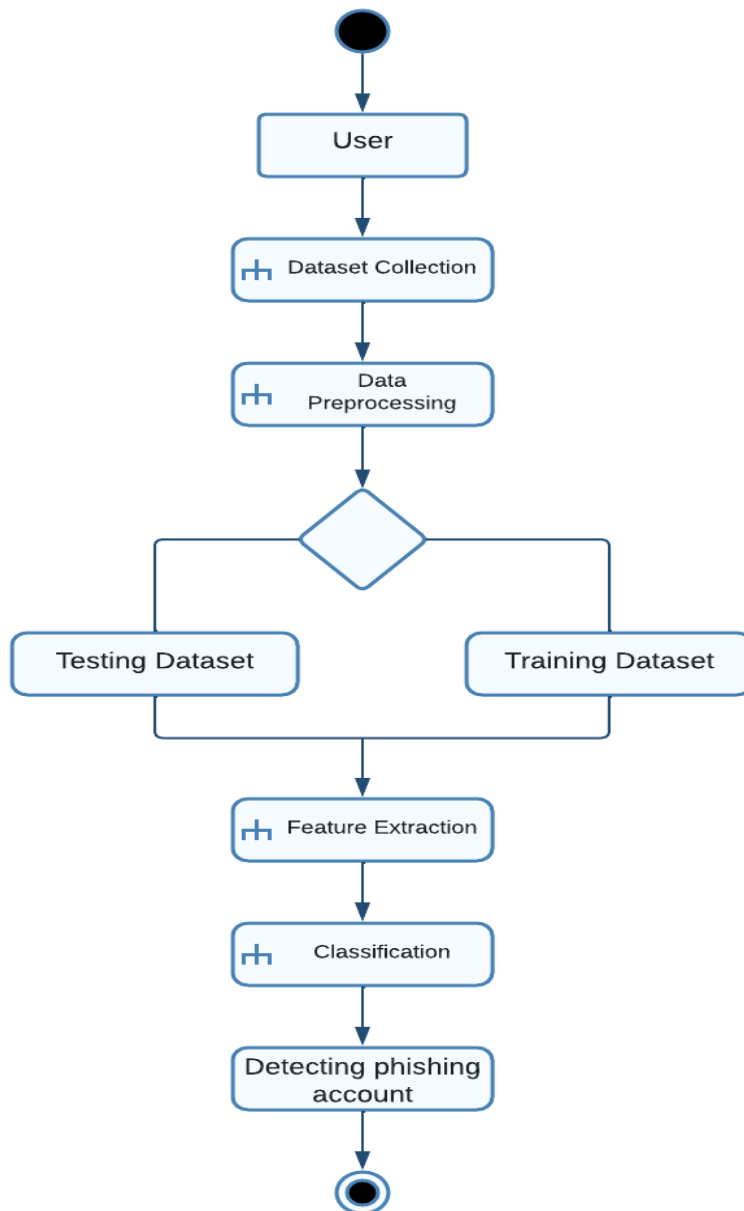 User
Dataset Collection
Data
Preprocessing
Testing Dataset
Training Dataset
Feature Extraction
Classification
Detecting phishing
account